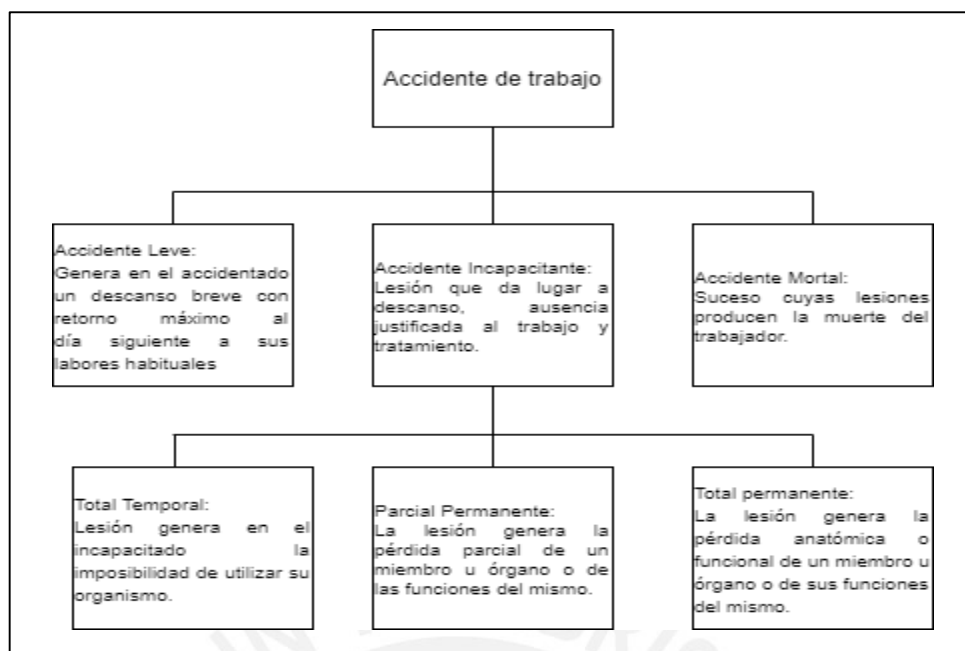 Accidente de trabajo
Accidente Leve:
Genera en el accidentado
un descanso breve con
retorno máximo al
día siguiente a sus
labores habituales
Accidente Incapacitante:
Lesión que da lugar a
descanso, ausencia
justificada al trabajo y
tratamiento.
Accidente Mortal:
Suceso cuyas lesiones
producen la muerte del
trabajador.
Total Temporal:
Lesión genera en el
incapacitado la
imposibilidad de utilizar su
organismo.
Parcial Permanente:
La lesión genera la
pérdida parcial de un
miembro u órgano o de
las funciones del mismo.
Total permanente:
La lesión genera la
pérdida anatómica o
funcional de un miembro u
órgano o de sus funciones
del mismo.